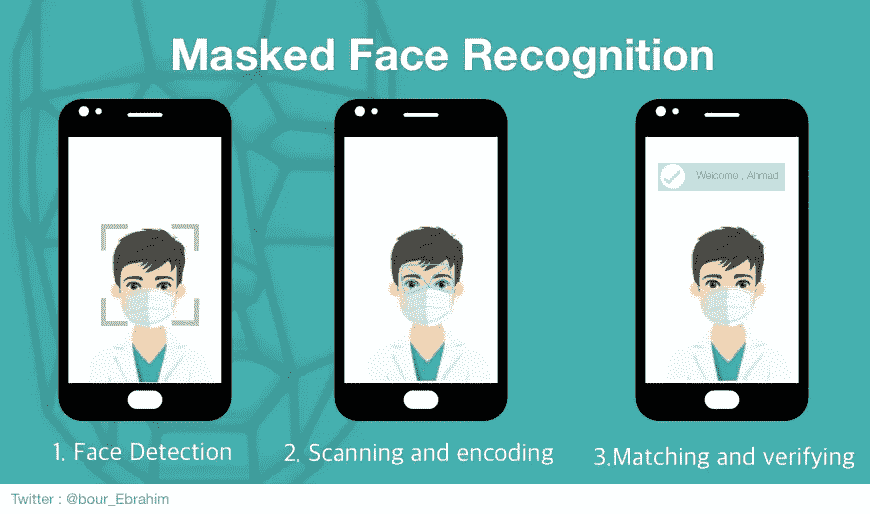 Masked Face Recognition
Welcome , Ahmad
1. Face Detection
2. Scanning and encoding
3.Matching and verifying
Twitter : @bour_Ebrahim